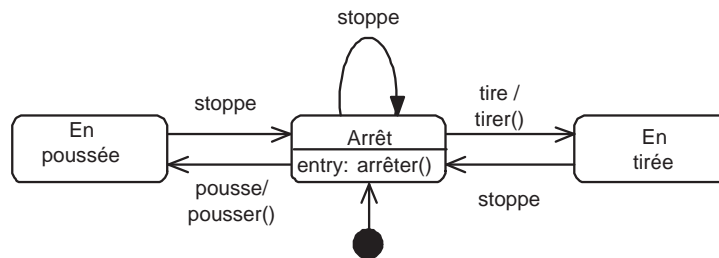 stoppe
stoppe
tire /
tirer()
En
poussée
Arrêt
entry: arrêter()
En
tirée
pousse/
pousser()
stoppe